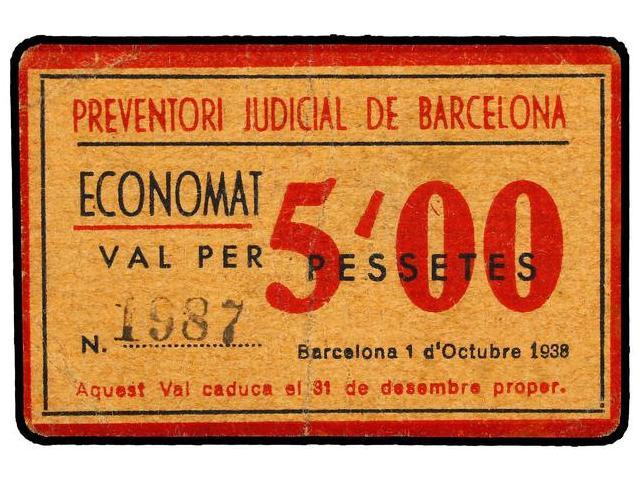 PREVENTORI JUDICIAL DE BARCELONA
ECONOMAT
5'00
VAL PER PESSETES
N. 1987
Barcelona 1 d'Octubre 1938
Aquest Val caduca el 31 de desembre proper.